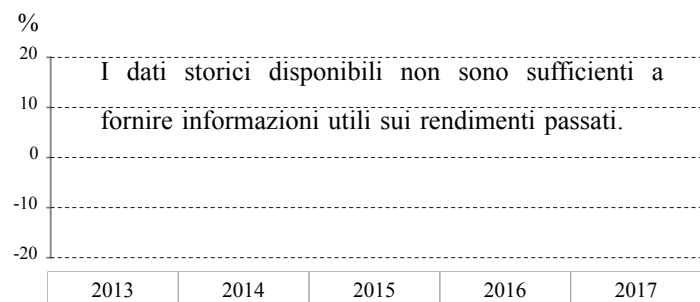 %
20
I dati storici disponibili non sono sufficienti a
10
fornire informazioni utili sui rendimenti passati.
0
-10
-20
2013 2014 2015 2016 2017